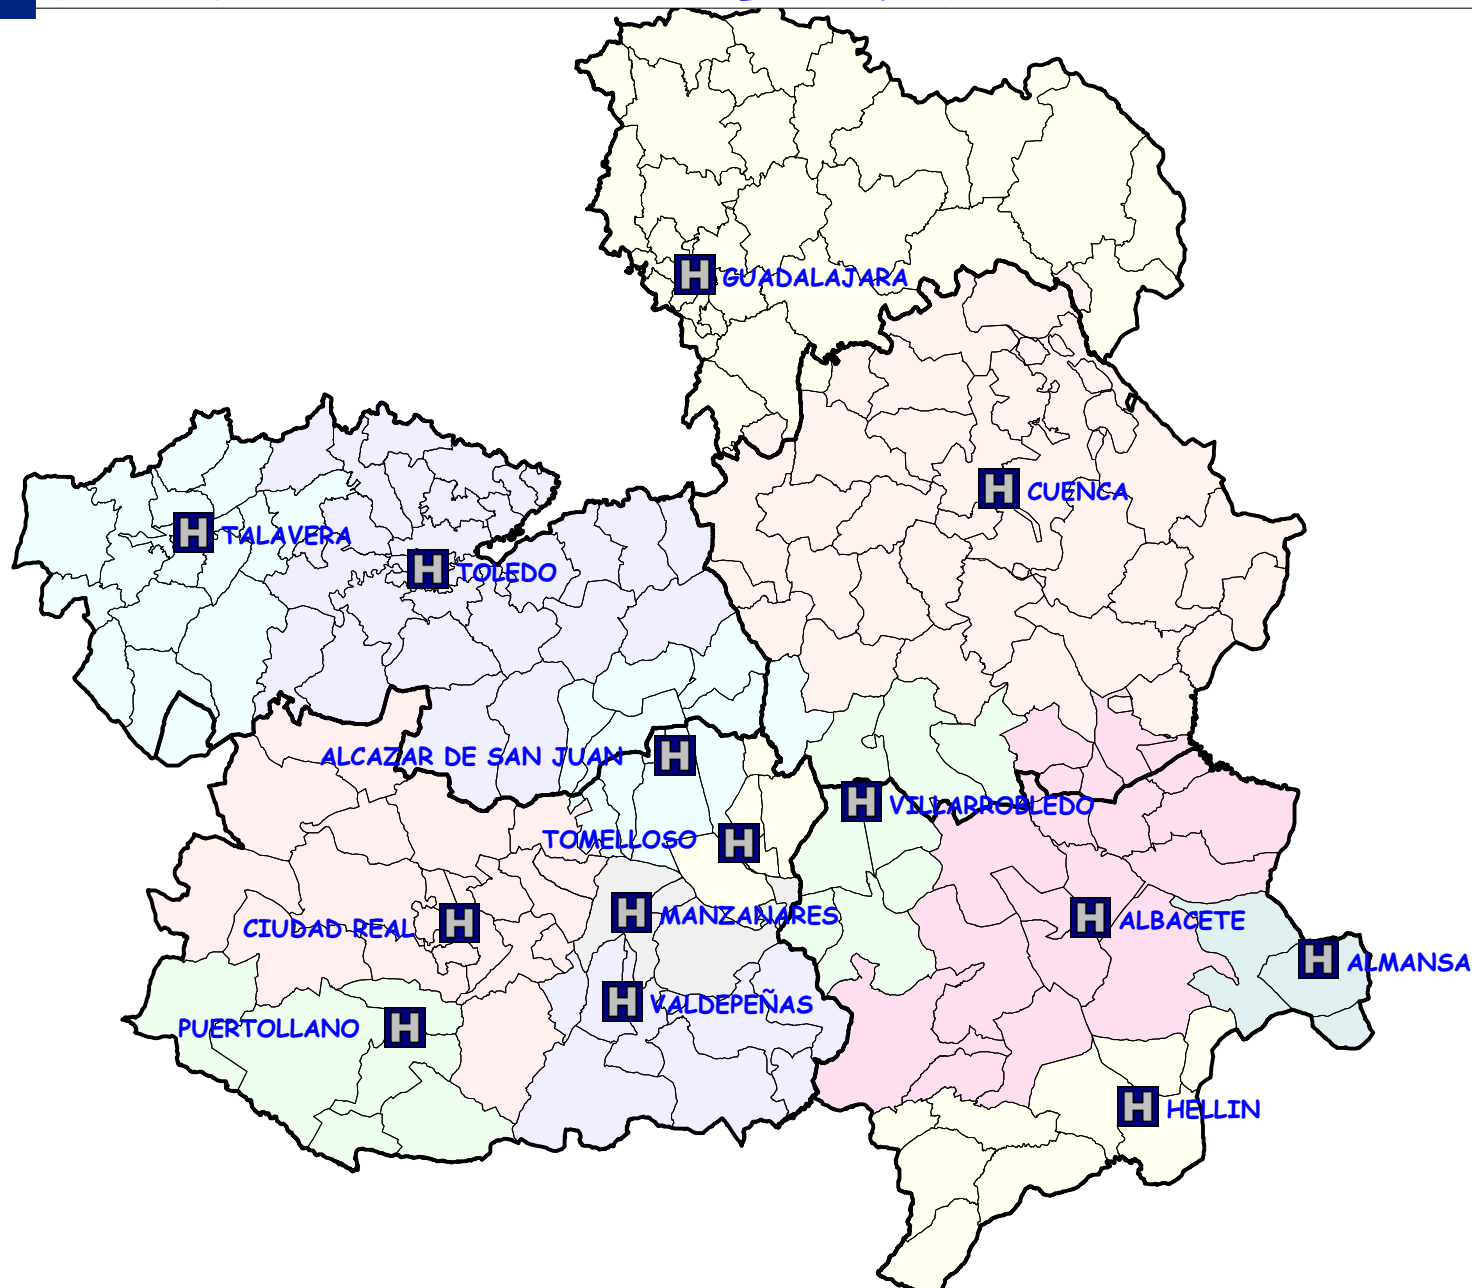 H GUADALAJARA
H CUENCA
H TALAVERA
H TOLEDO
ALCAZAR DE SAN JUAN H
H VILLARROBLEDO
TOMELLOSO H
H MANZANARES
H ALBACETE
CIUDAD REAL H
H ALMANSA
H VALDEPEÑAS
PUERTOLLANO H
H HELLIN